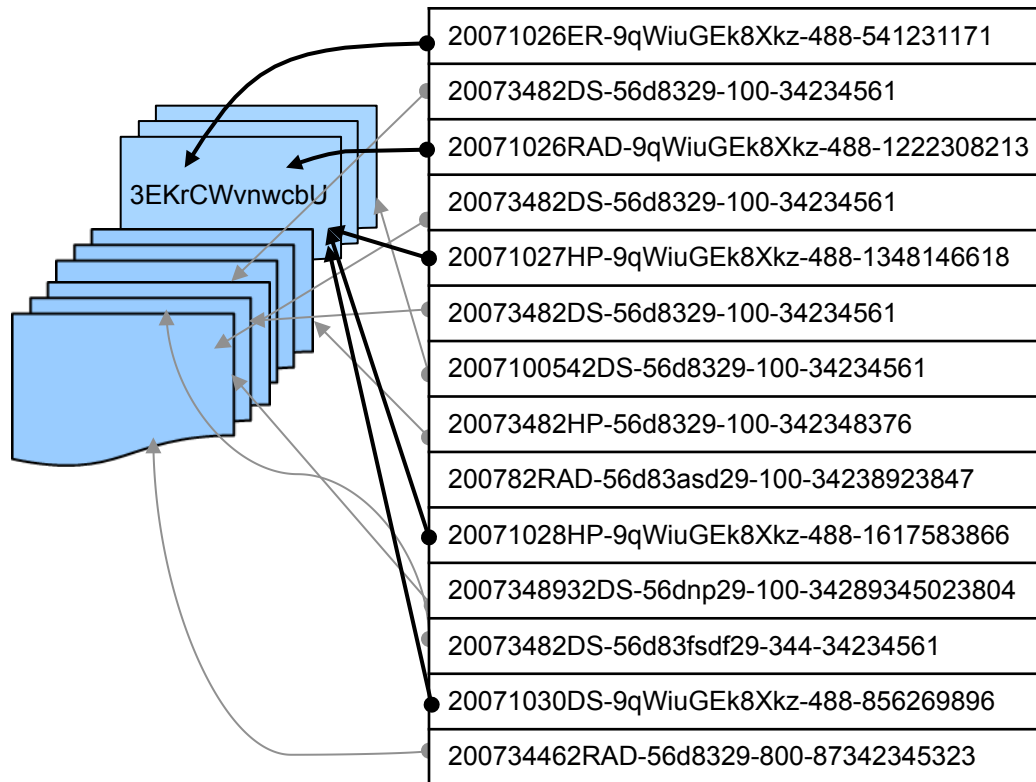 20071026ER-9qWiuGEk8Xkz-488-541231171
20073482DS-56d8329-100-34234561
20071026RAD-9qWiuGEk8Xkz-488-1222308213
3EKrCWvnwcbU
20073482DS-56d8329-100-34234561
20071027HP-9qWiuGEk8Xkz-488-1348146618
20073482DS-56d8329-100-34234561
2007100542DS-56d8329-100-34234561
20073482HP-56d8329-100-342348376
200782RAD-56d83asd29-100-34238923847
20071028HP-9qWiuGEk8Xkz-488-1617583866
2007348932DS-56dnp29-100-34289345023804
20073482DS-56d83fsdf29-344-34234561
20071030DS-9qWiuGEk8Xkz-488-856269896
200734462RAD-56d8329-800-87342345323